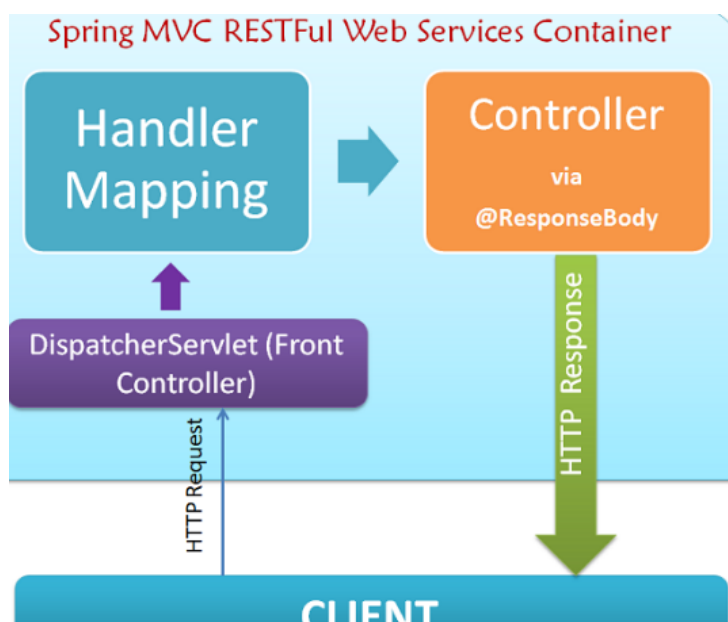 Spring MVC RESTFul Web Services Container
Handler
Mapping
Controller
via
@ResponseBody
DispatcherServlet (Front
Controller)
HTTP Request
HTTP Response
CLIENT